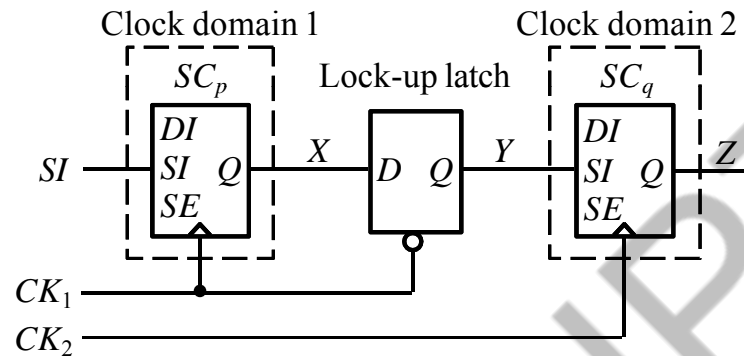 Clock domain 1
Clock domain 2
SCp
Lock-up latch
SCq
DI
SI
SE
Q
SI
X
D
Q
Y
DI
SI
SE
Q
Z
CK1
CK2